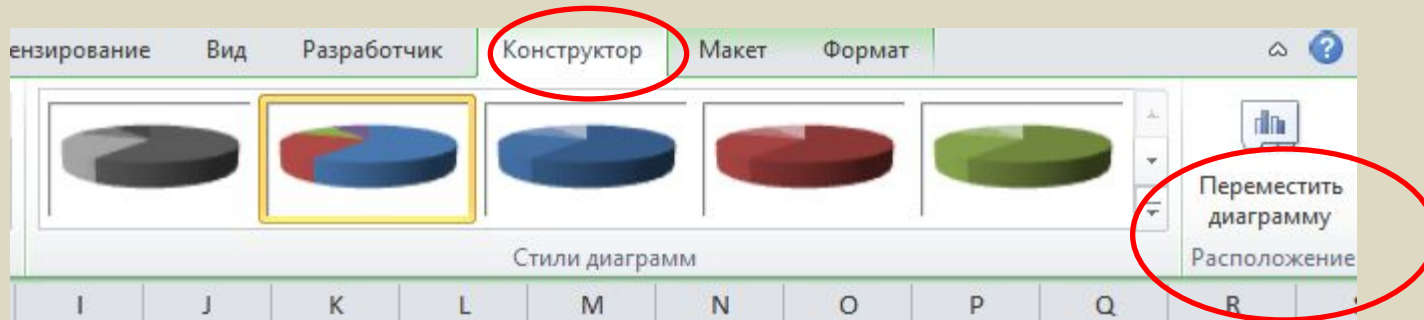 ензирование Вид Разработчик Конструктор Макет Формат
Переместить
диаграмму
Стили диаграмм Расположение
I J K L M N O P Q R